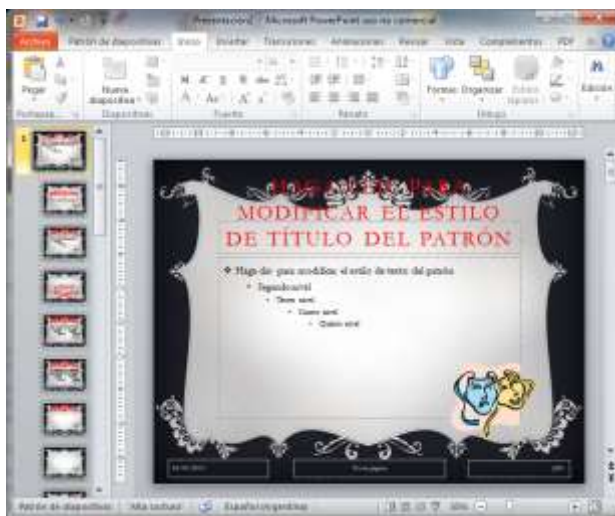 Presentación2 - Microsoft PowerPoint uso no comercial
Archivo Patrón de diapositivas Inicio Insertar Transiciones Animaciones Revisar Vista Complementos PDF
Pegar Nueva diapositiva Formas Organizar Estilos rápidos Edición
Portapap... Diapositivas Fuente Párrafo Dibujo
1
HAGA CLIC PARA
MODIFICAR EL ESTILO
DE TÍTULO DEL PATRÓN
Haga clic para modificar el estilo de texto del patrón
Segundo nivel
Tercer nivel
Cuarto nivel
Quinto nivel
Patrón de diapositivas Español (Argentina)